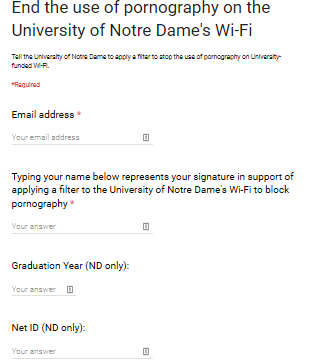 End the use of pornography on the
University of Notre Dame's Wi-Fi
Tell the University of Notre Dame to apply a filter to stop the use of pornography on University-
funded Wi-Fi.
*Required
Email address *
Your email address
Typing your name below represents your signature in support of
applying a filter to the University of Notre Dame's Wi-Fi to block
pornography *
Your answer
Graduation Year (ND only):
Your answer
Net ID (ND only):
Your answer